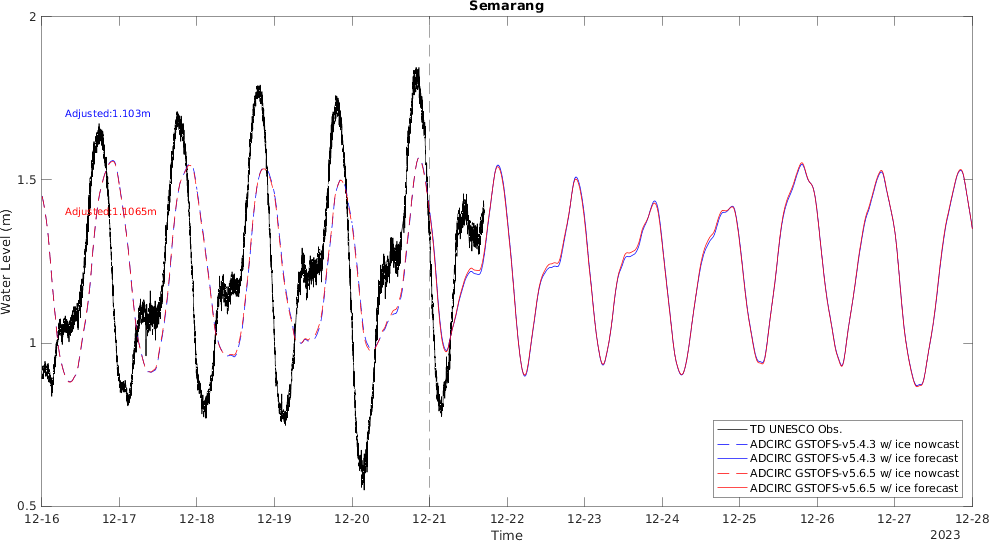 Semarang
2
Adjusted:1.103m
1.5
Adjusted:1.1065m
Water Level (m)
1
TD UNESCO Obs.
ADCIRC GSTOFS-v5.4.3 w/ ice nowcast
ADCIRC GSTOFS-v5.4.3 w/ ice forecast
ADCIRC GSTOFS-v5.6.5 w/ ice nowcast
ADCIRC GSTOFS-v5.6.5 w/ ice forecast
0.5
12-16 12-17 12-18 12-19 12-20 12-21 12-22 12-23 12-24 12-25 12-26 12-27 12-28
Time
2023